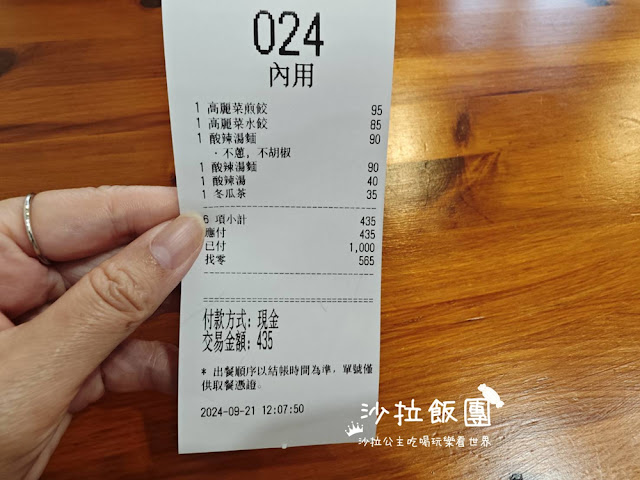 024
內用
1 高麗菜煎餃 95
1 高麗菜水餃 85
1 酸辣湯麵 90
・不蔥，不胡椒
1 酸辣湯麵 90
1 酸辣湯 40
1 冬瓜茶 35
6 項小計 435
應付 435
已付 1,000
找零 565
付款方式: 現金
交易金額: 435
* 出餐順序以結帳時間為準，單號僅
供取餐憑證。
2024-09-21 12:07:50
沙拉飯團
沙拉公主吃喝玩樂看世界